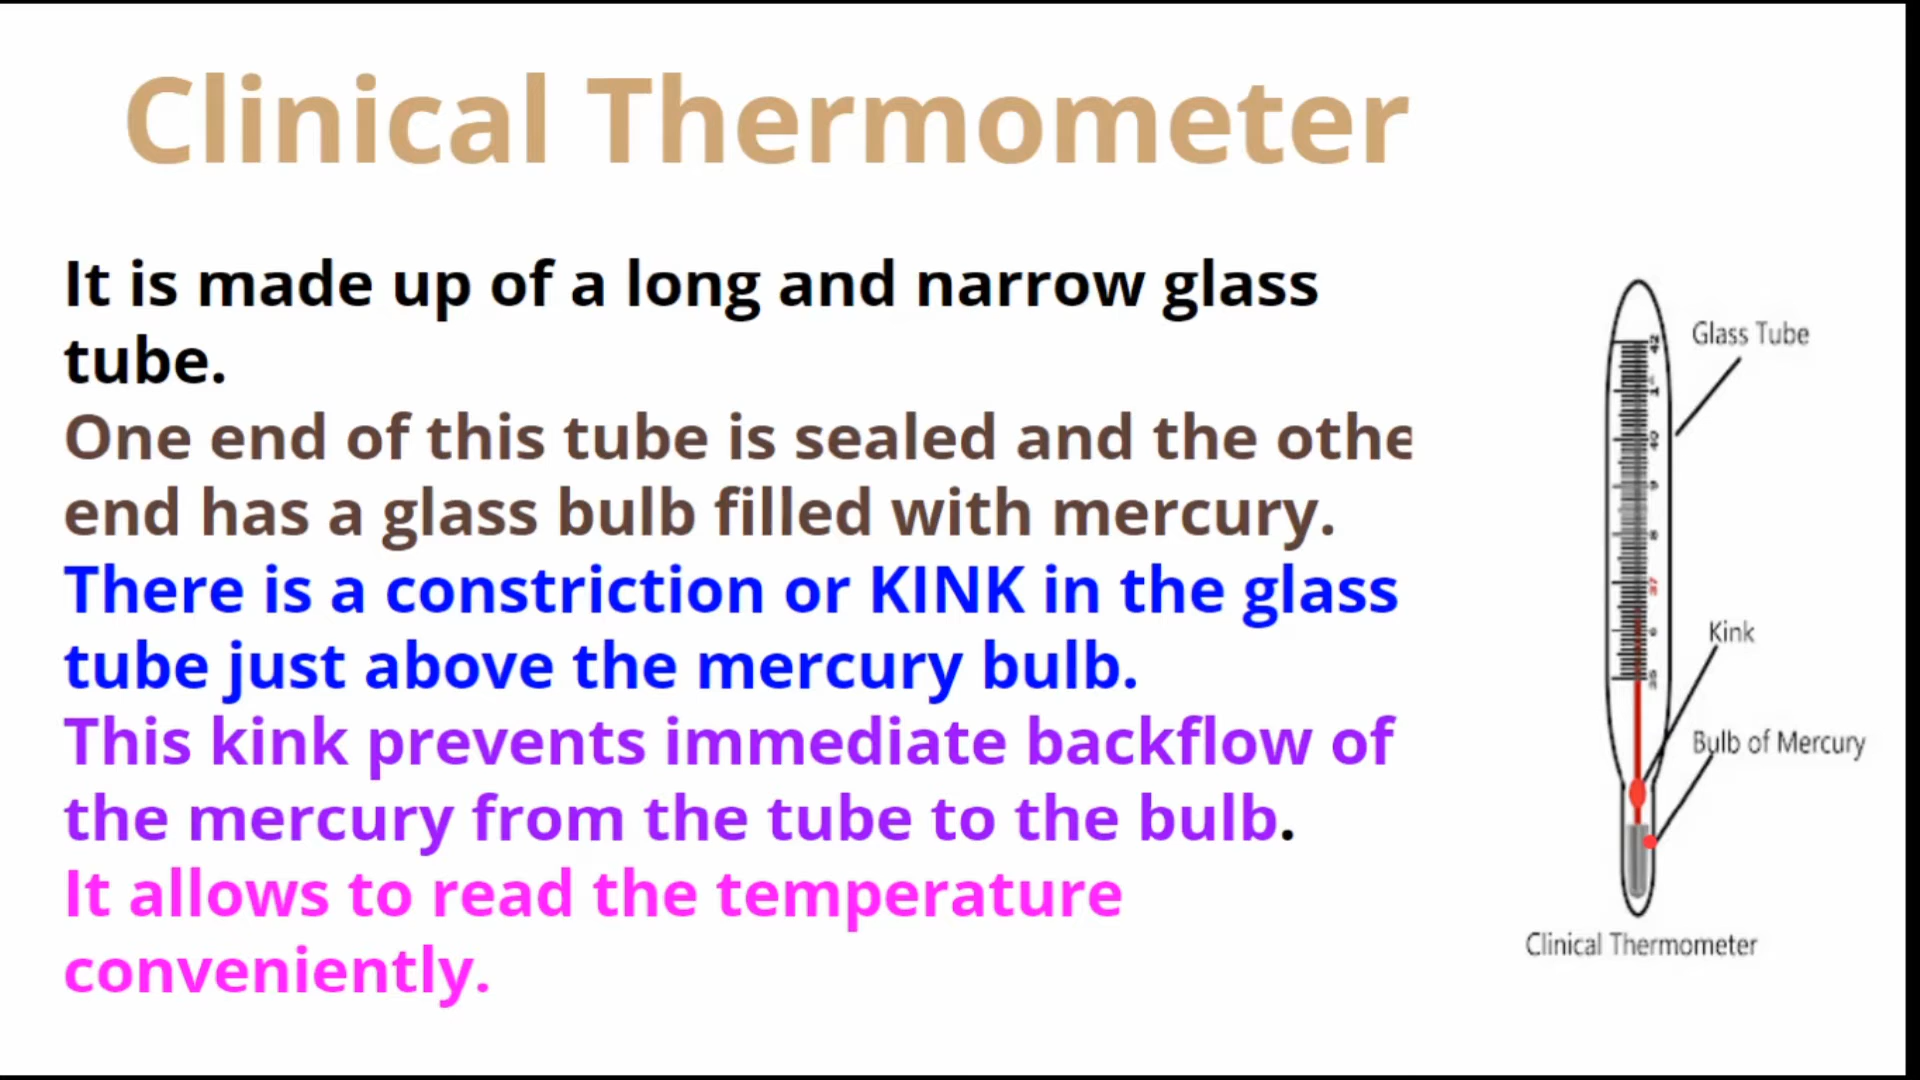 Clinical Thermometer
It is made up of a long and narrow glass
tube.
One end of this tube is sealed and the othe
end has a glass bulb filled with mercury.
There is a constriction or KINK in the glass
tube just above the mercury bulb.
This kink prevents immediate backflow of
the mercury from the tube to the bulb.
It allows to read the temperature
conveniently.
Glass Tube
42
37
35
Kink
Bulb of Mercury
Clinical Thermometer